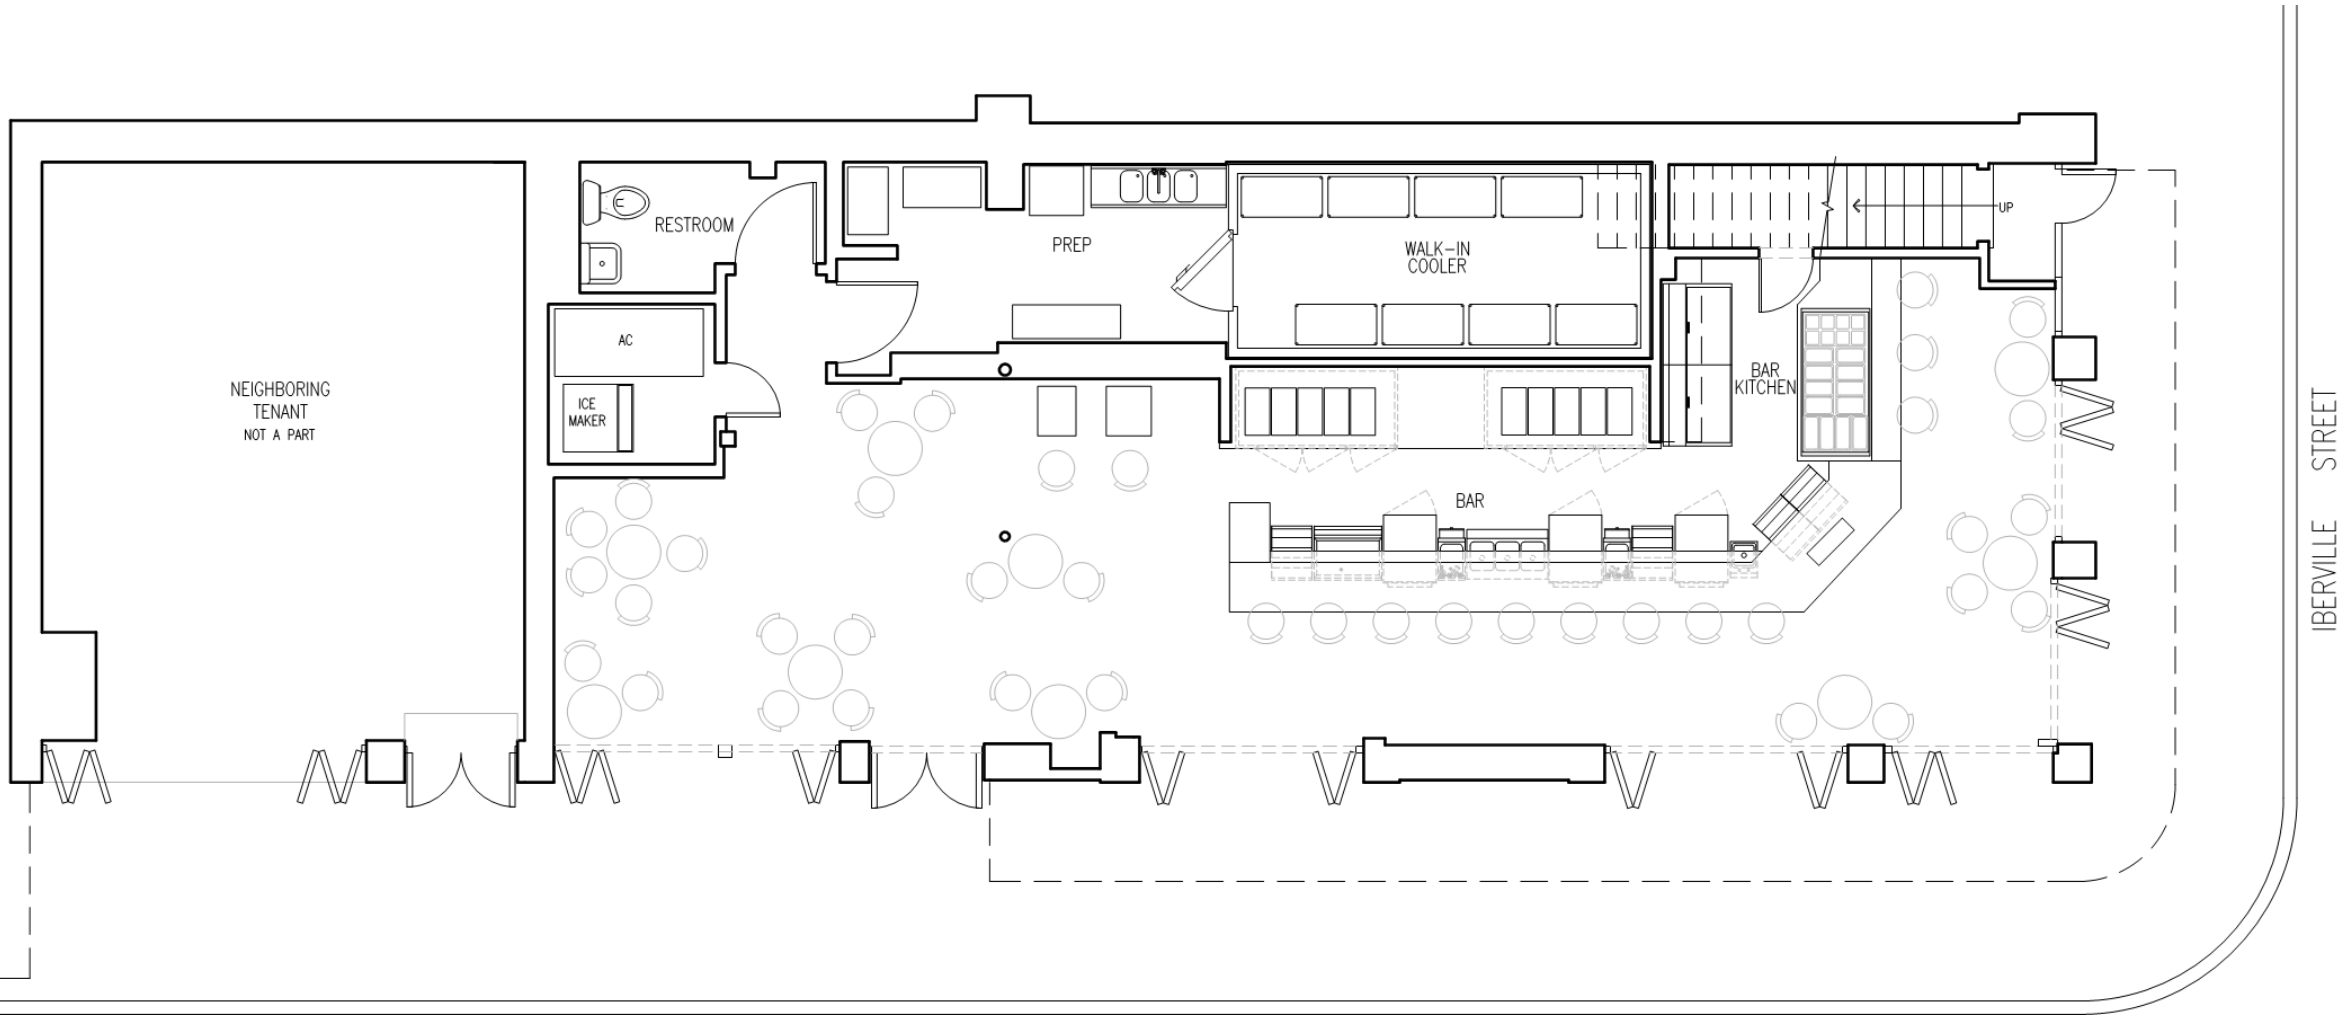 RESTROOM
PREP
WALK-IN
COOLER
UP
AC
ICE
MAKER
NEIGHBORING
TENANT
NOT A PART
BAR
KITCHEN
BAR
IBERVILLE STREET